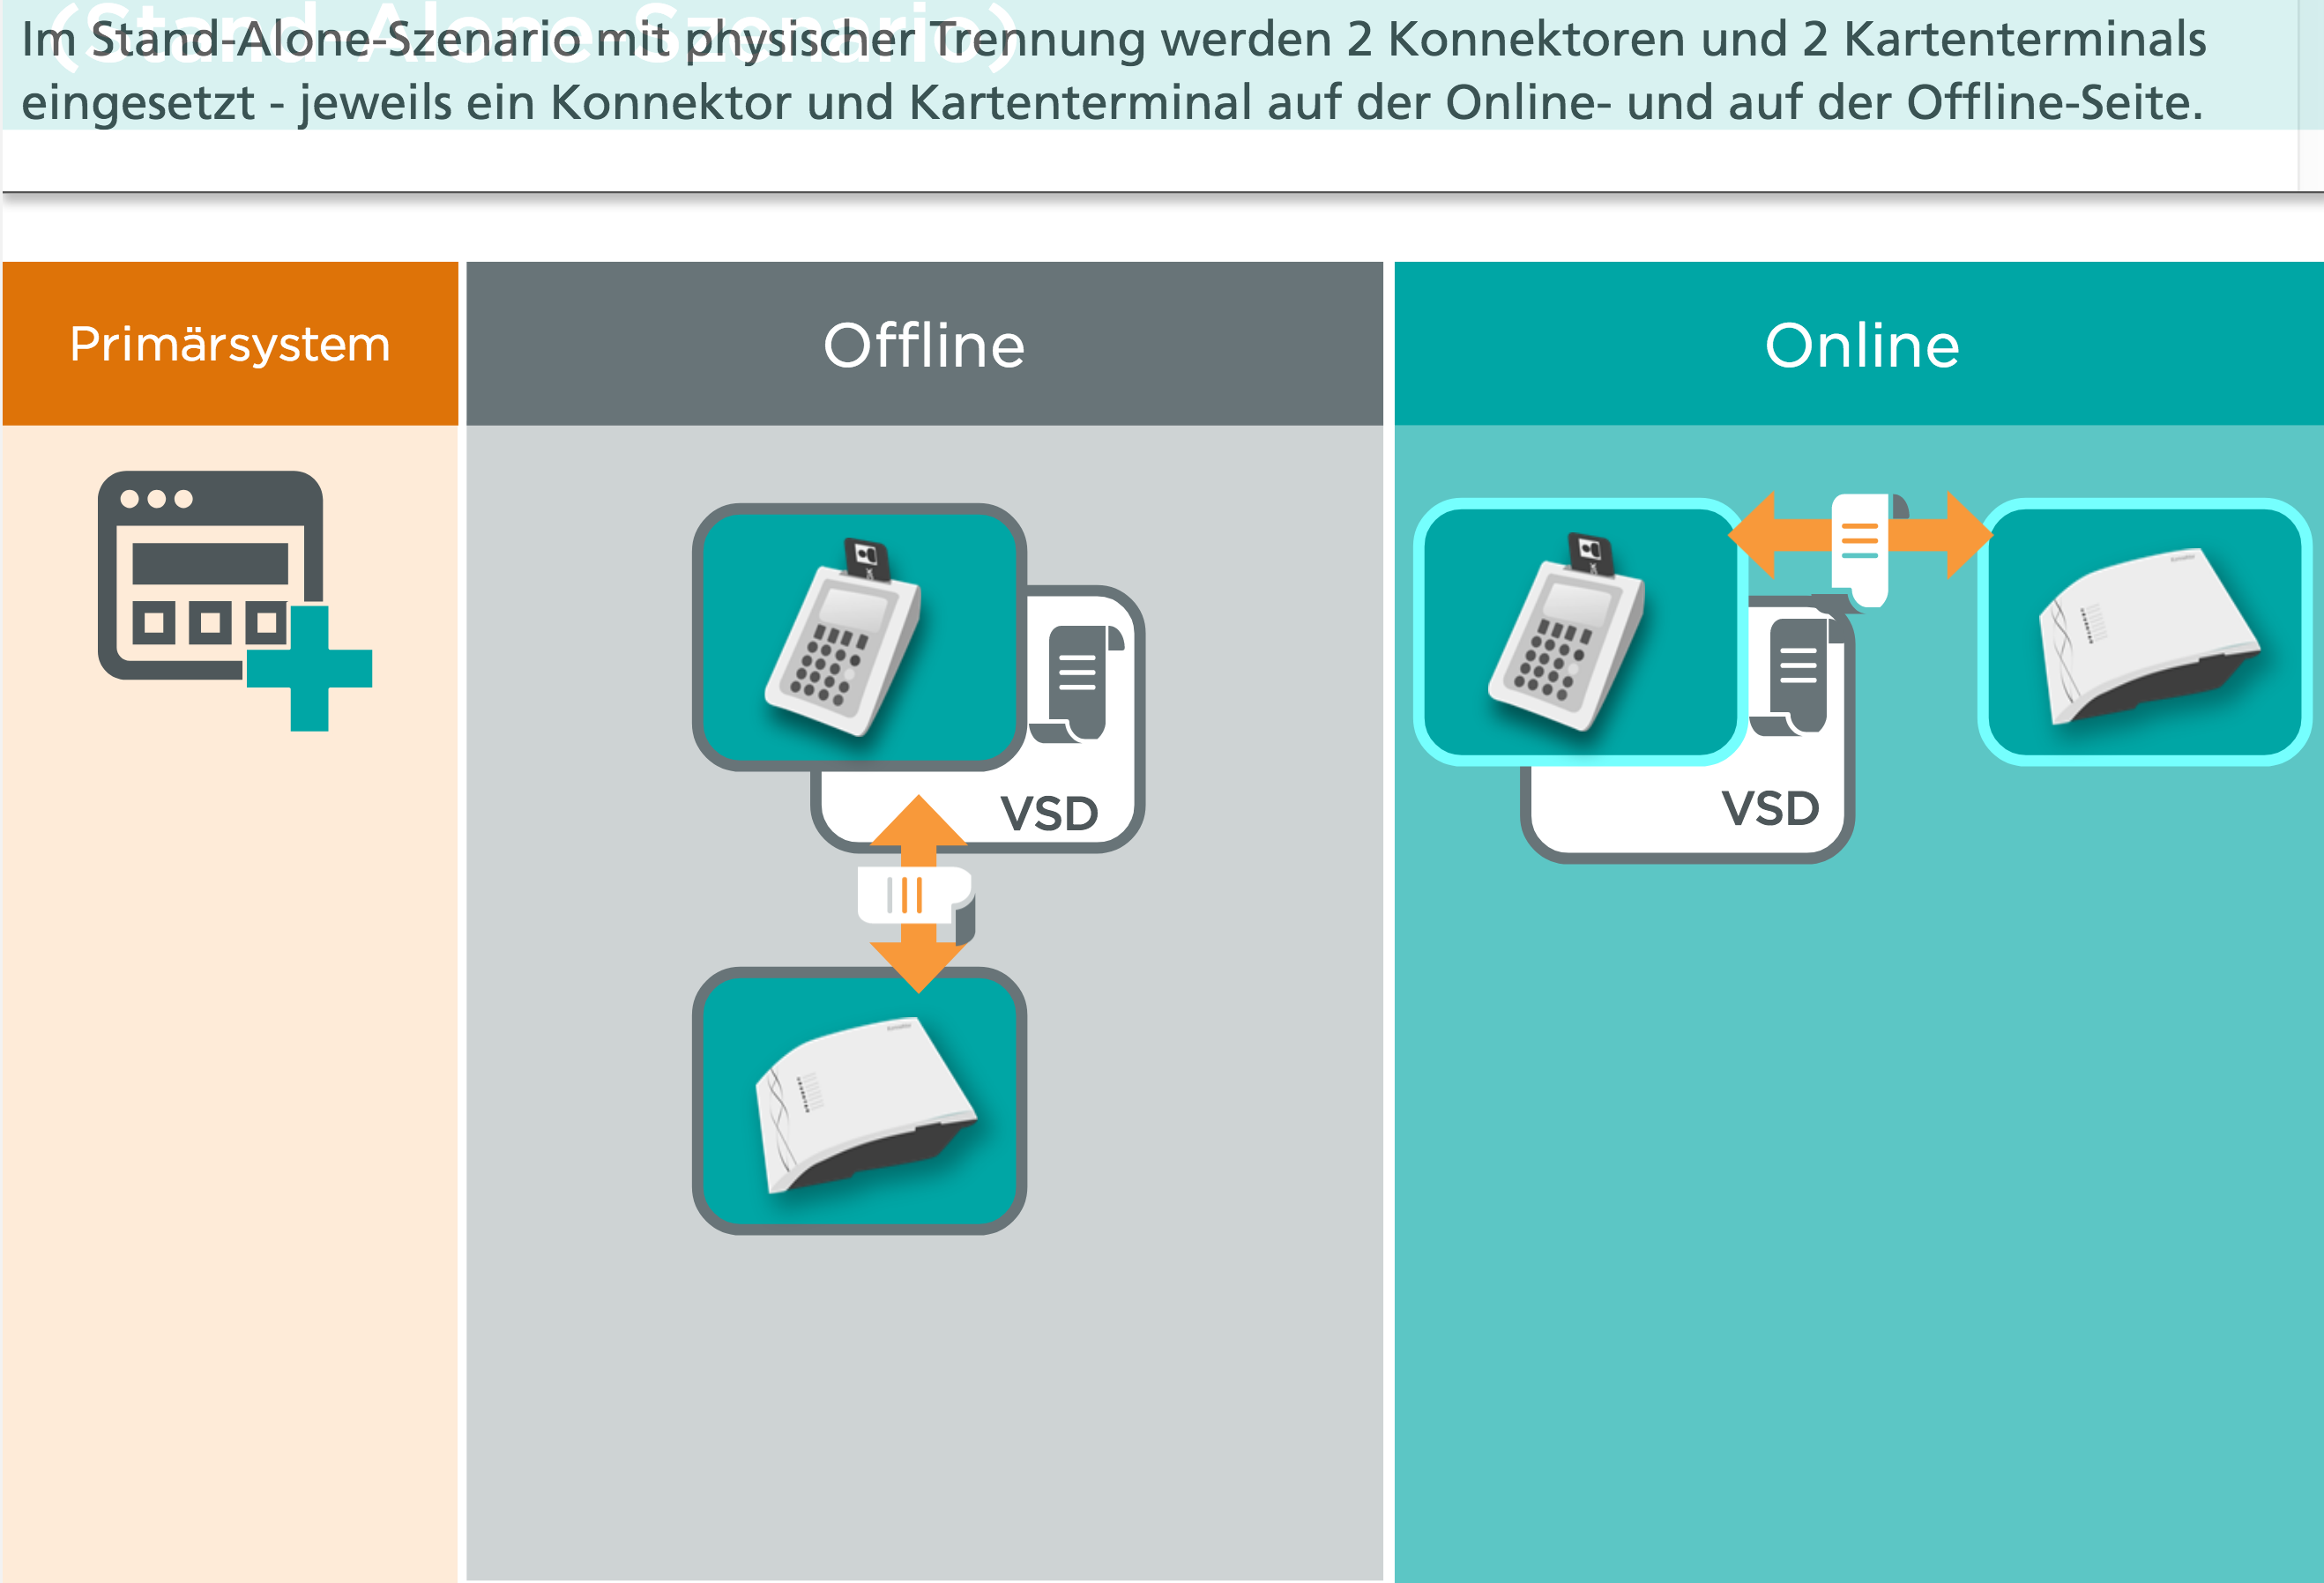 (Stand-Alone-Szenario)
Im Stand-Alone-Szenario mit physischer Trennung werden 2 Konnektoren und 2 Kartenterminals
eingesetzt - jeweils ein Konnektor und Kartenterminal auf der Online- und auf der Offline-Seite.
Primärsystem
Offline
Online
VSD
VSD